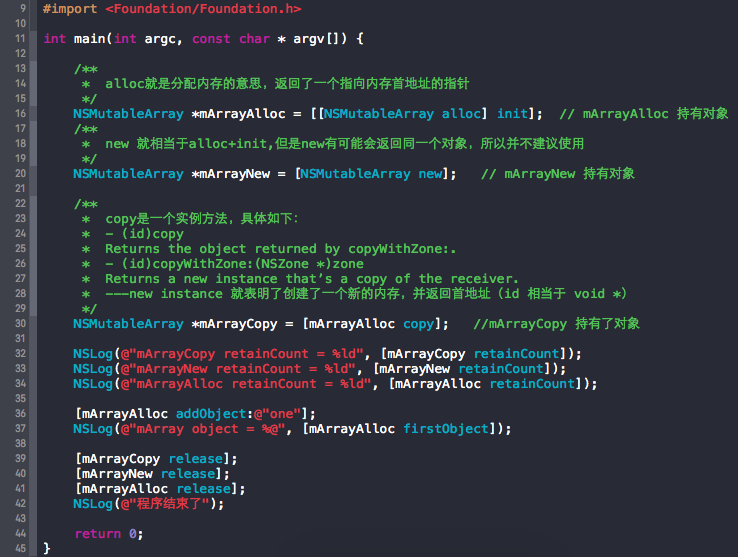 9 #import <Foundation/Foundation.h>
10
11 int main(int argc, const char * argv[]) {
12
13 /**
14 *  alloc就是分配内存的意思，返回了一个指向内存首地址的指针
15 */
16 NSMutableArray *mArrayAlloc = [[NSMutableArray alloc] init];  // mArrayAlloc 持有对象
17 /**
18 *  new 就相当于alloc+init,但是new有可能会返回同一个对象，所以并不建议使用
19 */
20 NSMutableArray *mArrayNew = [NSMutableArray new];   // mArrayNew 持有对象
21
22 /**
23 *  copy是一个实例方法，具体如下：
24 *  - (id)copy
25 *  Returns the object returned by copyWithZone:.
26 *  - (id)copyWithZone:(NSZone *)zone
27 *  Returns a new instance that’s a copy of the receiver.
28 *  ---new instance 就表明了创建了一个新的内存，并返回首地址（id 相当于 void *）
29 */
30 NSMutableArray *mArrayCopy = [mArrayAlloc copy];   //mArrayCopy 持有了对象
31
32 NSLog(@"mArrayCopy retainCount = %ld", [mArrayCopy retainCount]);
33 NSLog(@"mArrayNew retainCount = %ld", [mArrayNew retainCount]);
34 NSLog(@"mArrayAlloc retainCount = %ld", [mArrayAlloc retainCount]);
35
36 [mArrayAlloc addObject:@"one"];
37 NSLog(@"mArray object = %@", [mArrayAlloc firstObject]);
38
39 [mArrayCopy release];
40 [mArrayNew release];
41 [mArrayAlloc release];
42 NSLog(@"程序结束了");
43
44 return 0;
45 }